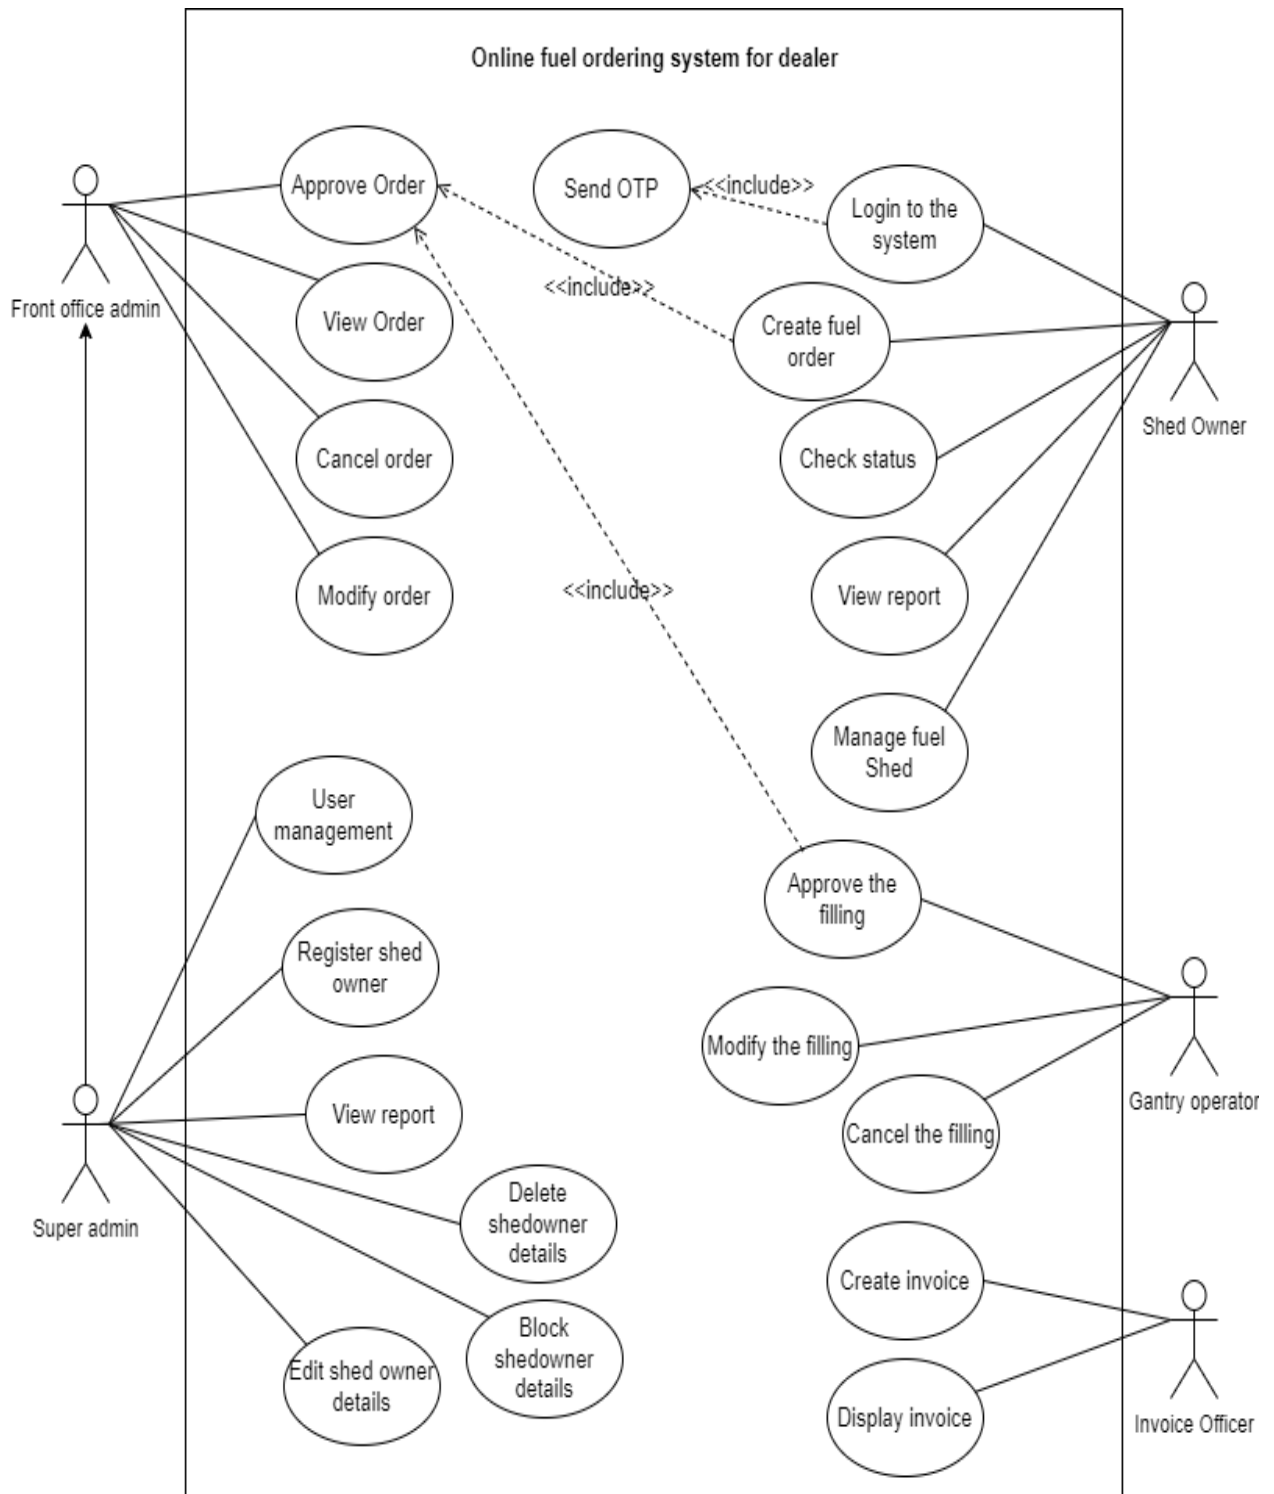 Online fuel ordering system for dealer
Approve Order
Send OTP
<<include>>
Login to the
system
Front office admin
View Order
<<include>>
Create fuel
order
Shed Owner
Cancel order
Check status
Modify order
<<include>>
View report
Manage fuel
Shed
User
management
Approve the
filling
Register shed
owner
Modify the filling
Gantry operator
View report
Cancel the filling
Super admin
Delete
shedowner
details
Create invoice
Block
shedowner
details
Edit shed owner
details
Display invoice
Invoice Officer